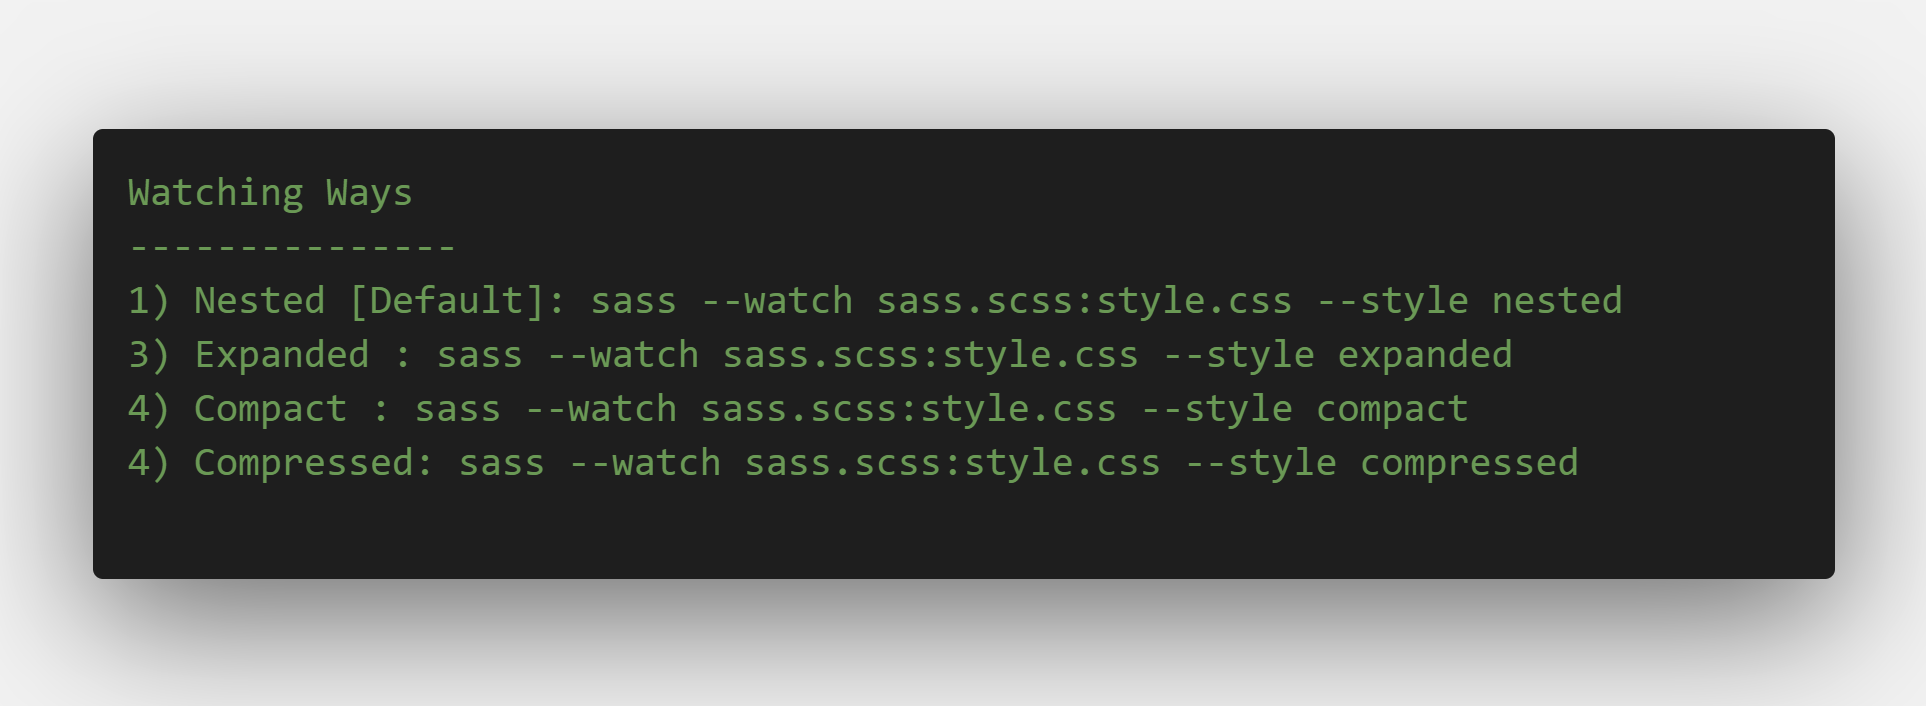 Watching Ways
---------------
1) Nested [Default]: sass --watch sass.scss:style.css --style nested
3) Expanded : sass --watch sass.scss:style.css --style expanded
4) Compact : sass --watch sass.scss:style.css --style compact
4) Compressed: sass --watch sass.scss:style.css --style compressed